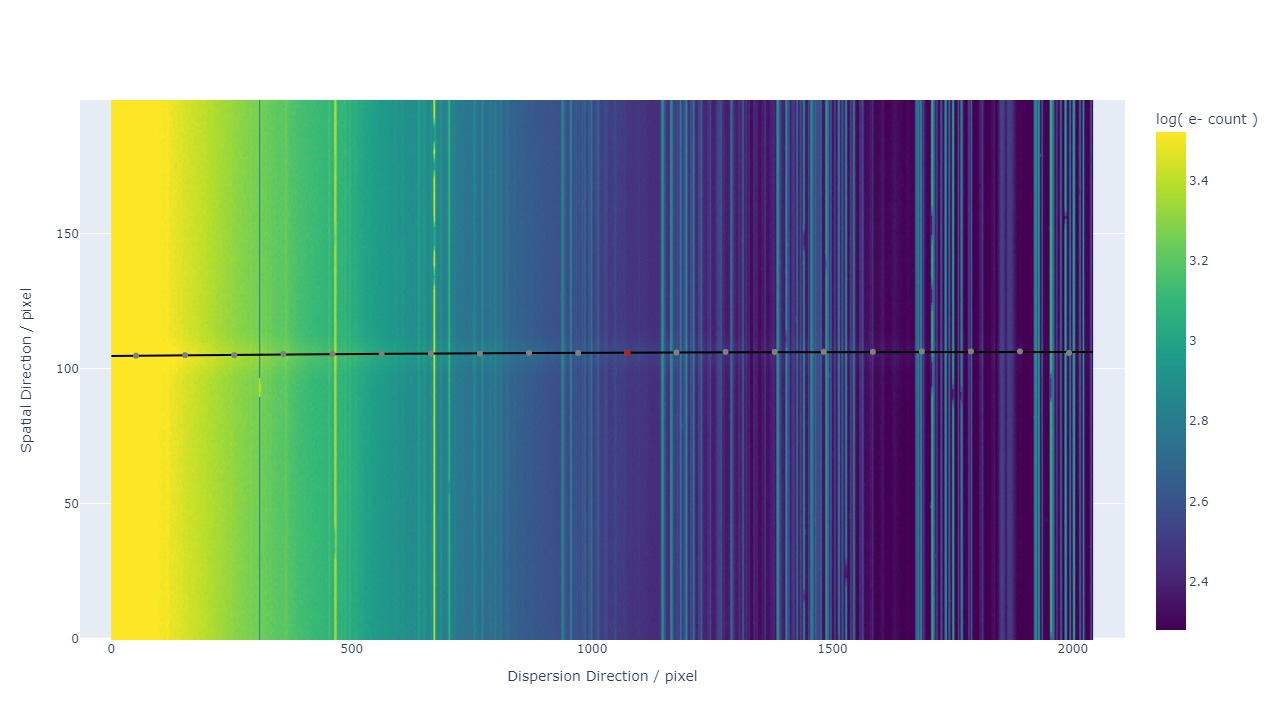 log( e- count )
3.4
3.2
3
2.8
2.6
2.4
Spatial Direction / pixel
150
100
50
0
0 500 1000 1500 2000
Dispersion Direction / pixel